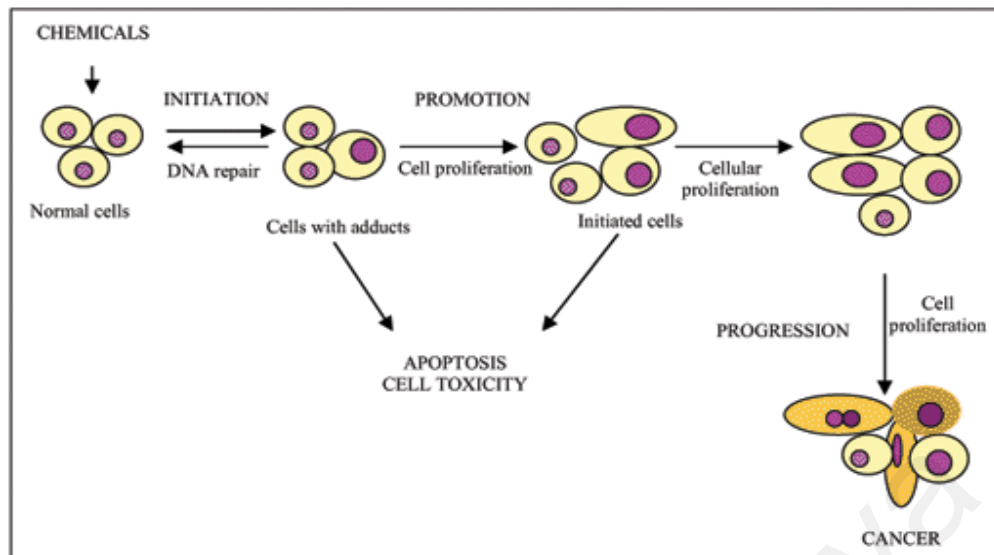 CHEMICALS
INITIATION
PROMOTION
DNA repair
Cell proliferation
Cellular
proliferation
Normal cells
Cells with adducts
Initiated cells
APOPTOSIS
CELL TOXICITY
PROGRESSION
Cell
proliferation
CANCER